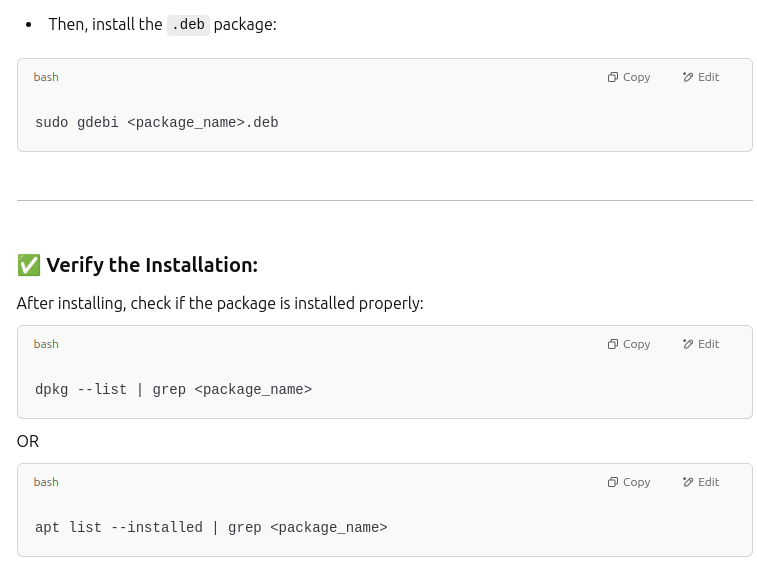 • Then, install the .deb package:
bash Copy Edit
sudo gdebi <package_name>.deb
✅ Verify the Installation:
After installing, check if the package is installed properly:
bash Copy Edit
dpkg --list | grep <package_name>
OR
bash Copy Edit
apt list --installed | grep <package_name>